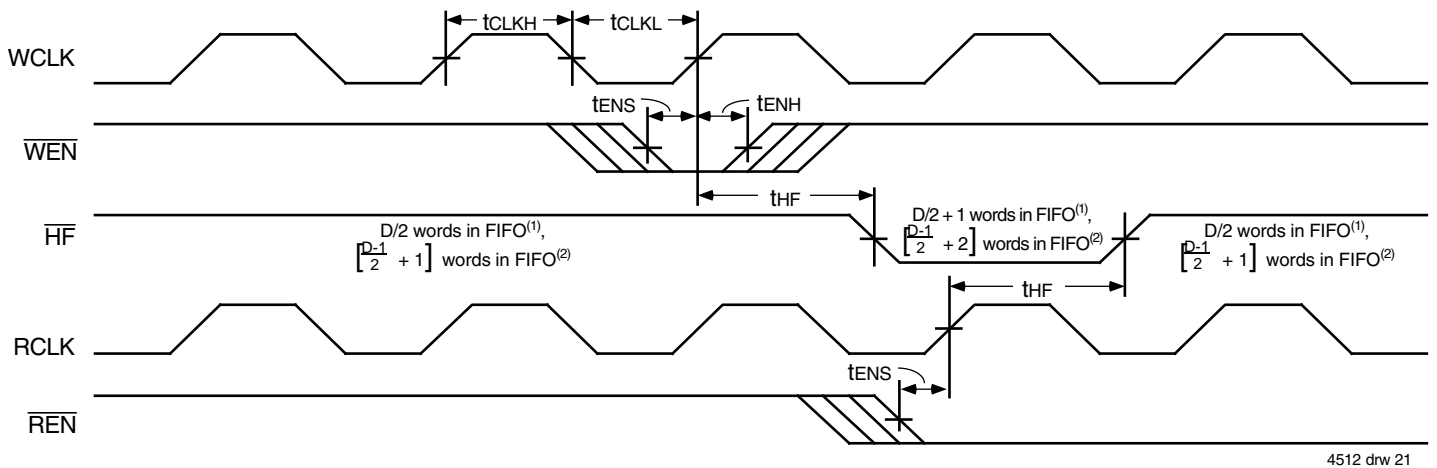 tCLKH tCLKL
WCLK
tENS tENH
WEN
tHF
HF
D/2 words in FIFO(1),
[D-1/2 + 1] words in FIFO(2)
D/2 + 1 words in FIFO(1),
[D-1/2 + 2] words in FIFO(2)
D/2 words in FIFO(1),
[D-1/2 + 1] words in FIFO(2)
tHF
RCLK
tENS
REN
4512 drw 21